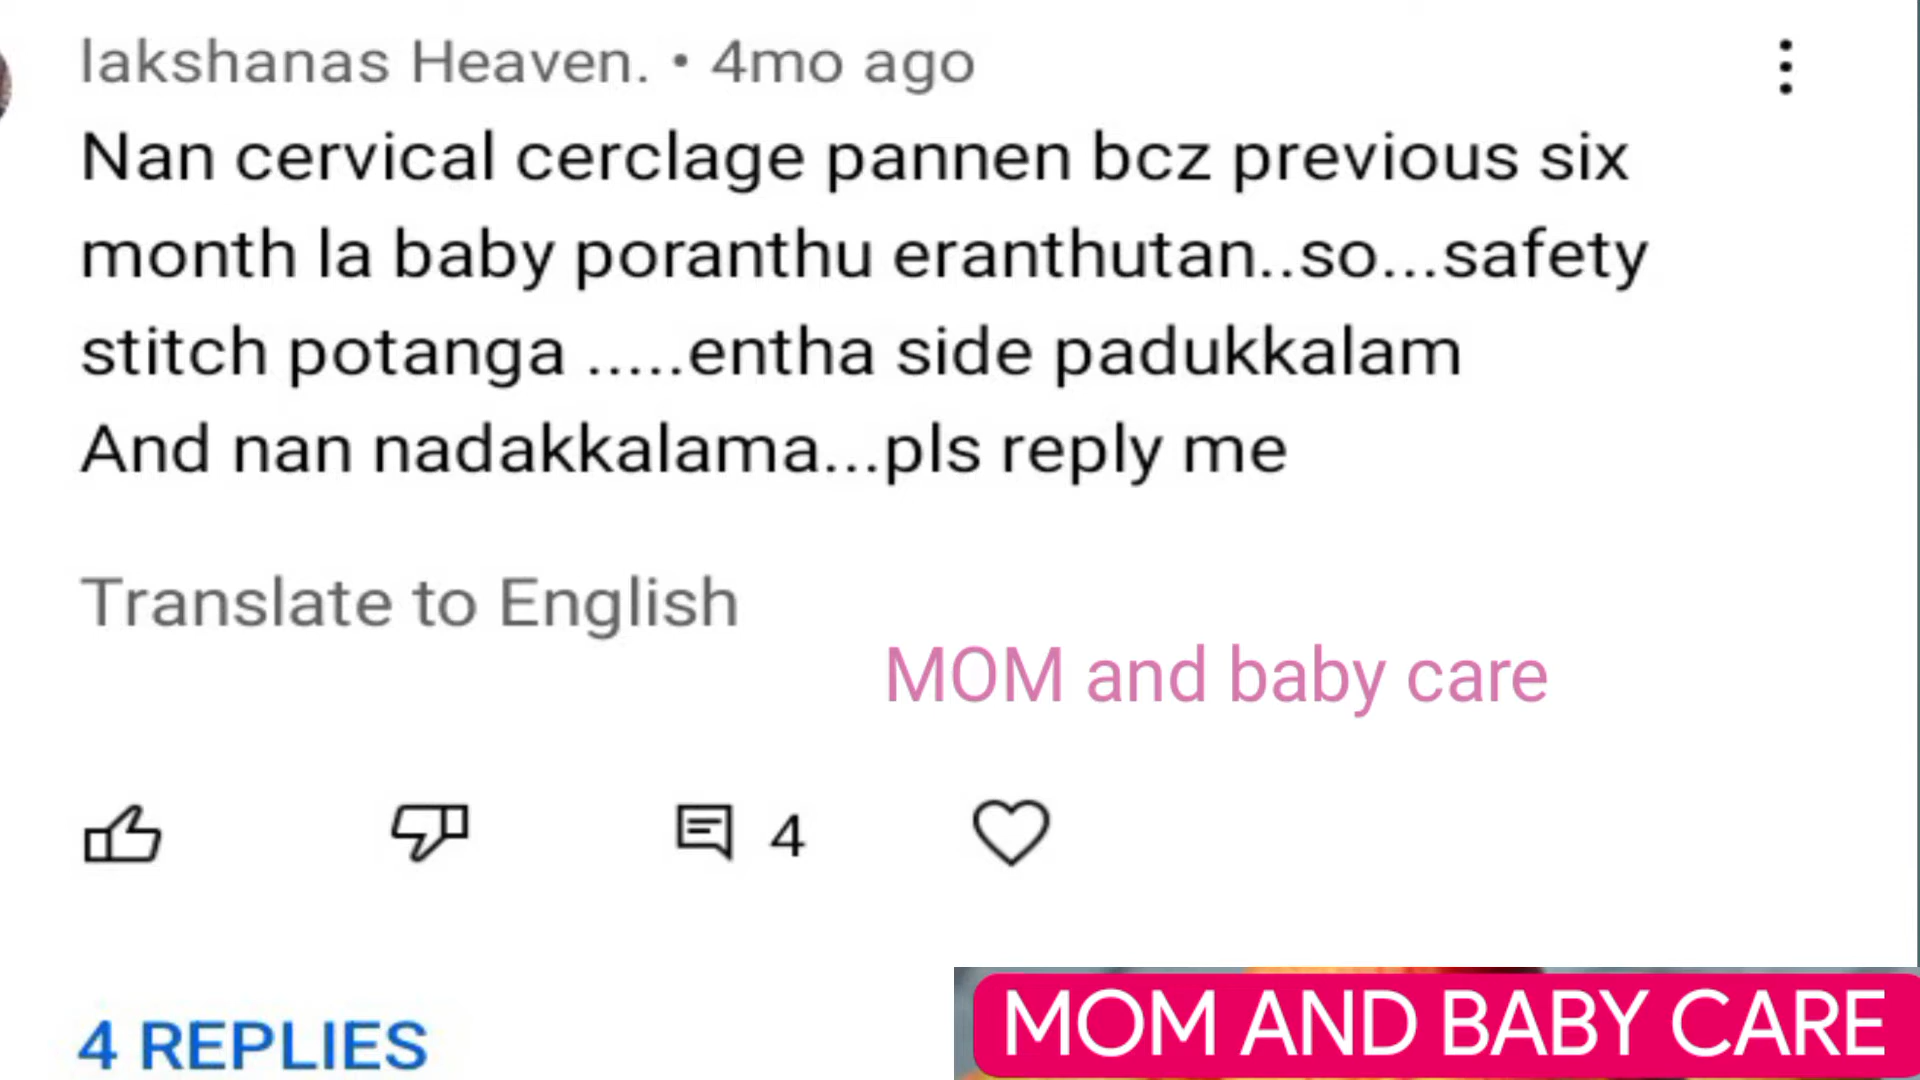 lakshanas Heaven. • 4mo ago
Nan cervical cerclage pannen bcz previous six
month la baby poranthu eranthutan..so...safety
stitch potanga .....entha side padukkalam
And nan nadakkalama...pls reply me
Translate to English
MOM and baby care
4
4 REPLIES
MOM AND BABY CARE